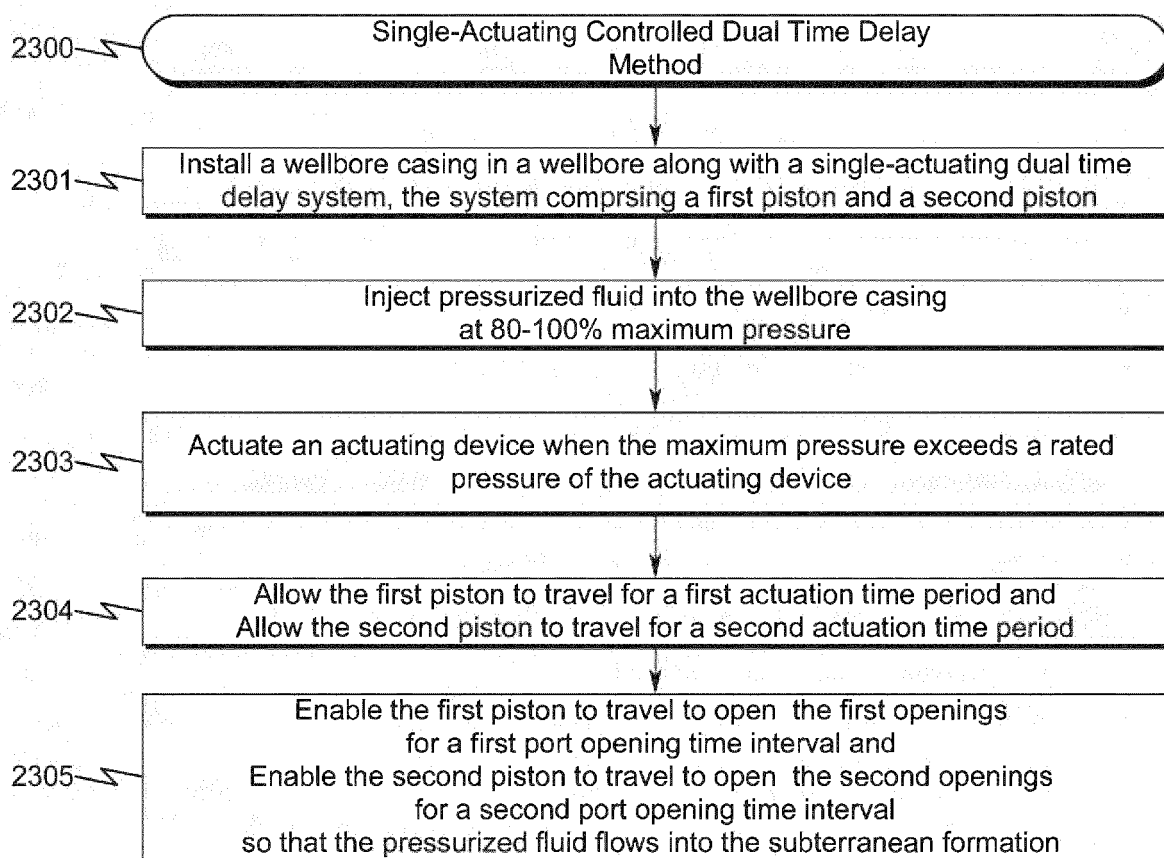 2300
Single-Actuating Controlled Dual Time Delay
Method
2301
Install a wellbore casing in a wellbore along with a single-actuating dual time
delay system, the system comprsing a first piston and a second piston
2302
Inject pressurized fluid into the wellbore casing
at 80-100% maximum pressure
2303
Actuate an actuating device when the maximum pressure exceeds a rated
pressure of the actuating device
2304
Allow the first piston to travel for a first actuation time period and
Allow the second piston to travel for a second actuation time period
2305
Enable the first piston to travel to open the first openings
for a first port opening time interval and
Enable the second piston to travel to open the second openings
for a second port opening time interval
so that the pressurized fluid flows into the subterranean formation